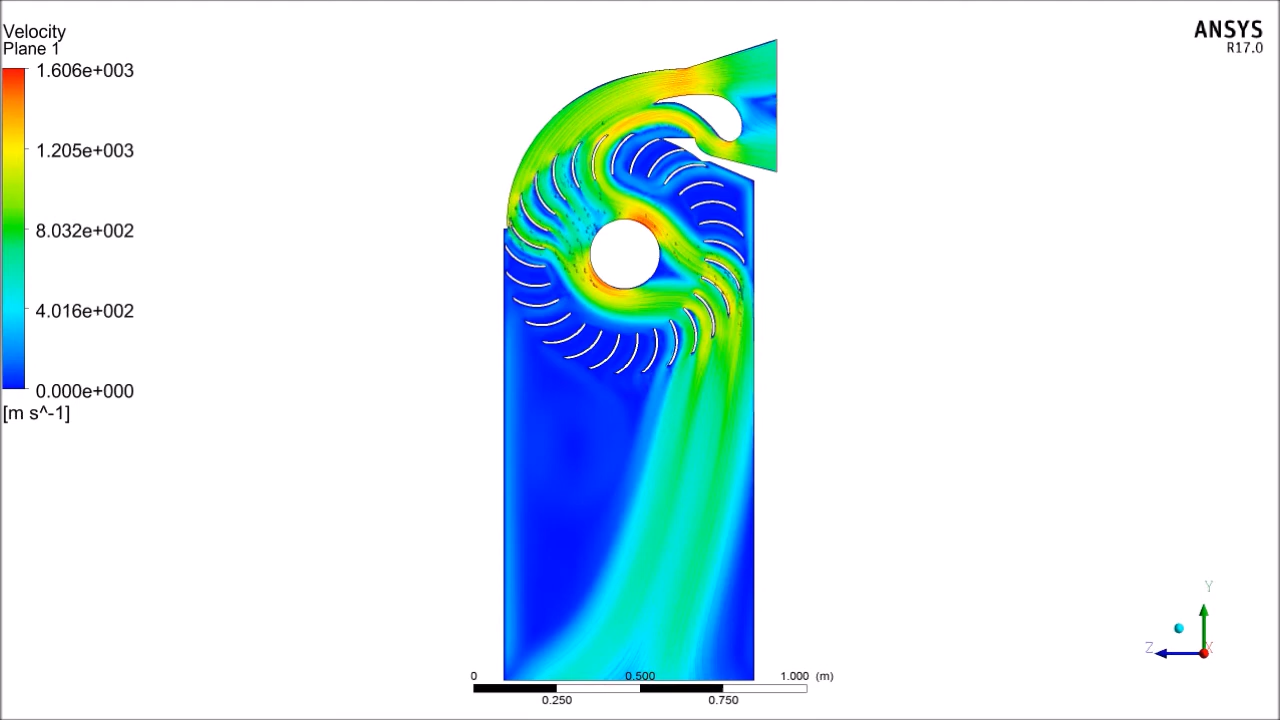 Velocity
Plane 1
1.606e+003
1.205e+003
8.032e+002
4.016e+002
0.000e+000
[m s^-1]
ANSYS
R17.0
0 0.500 1.000 (m)
0.250 0.750
Y
Z X